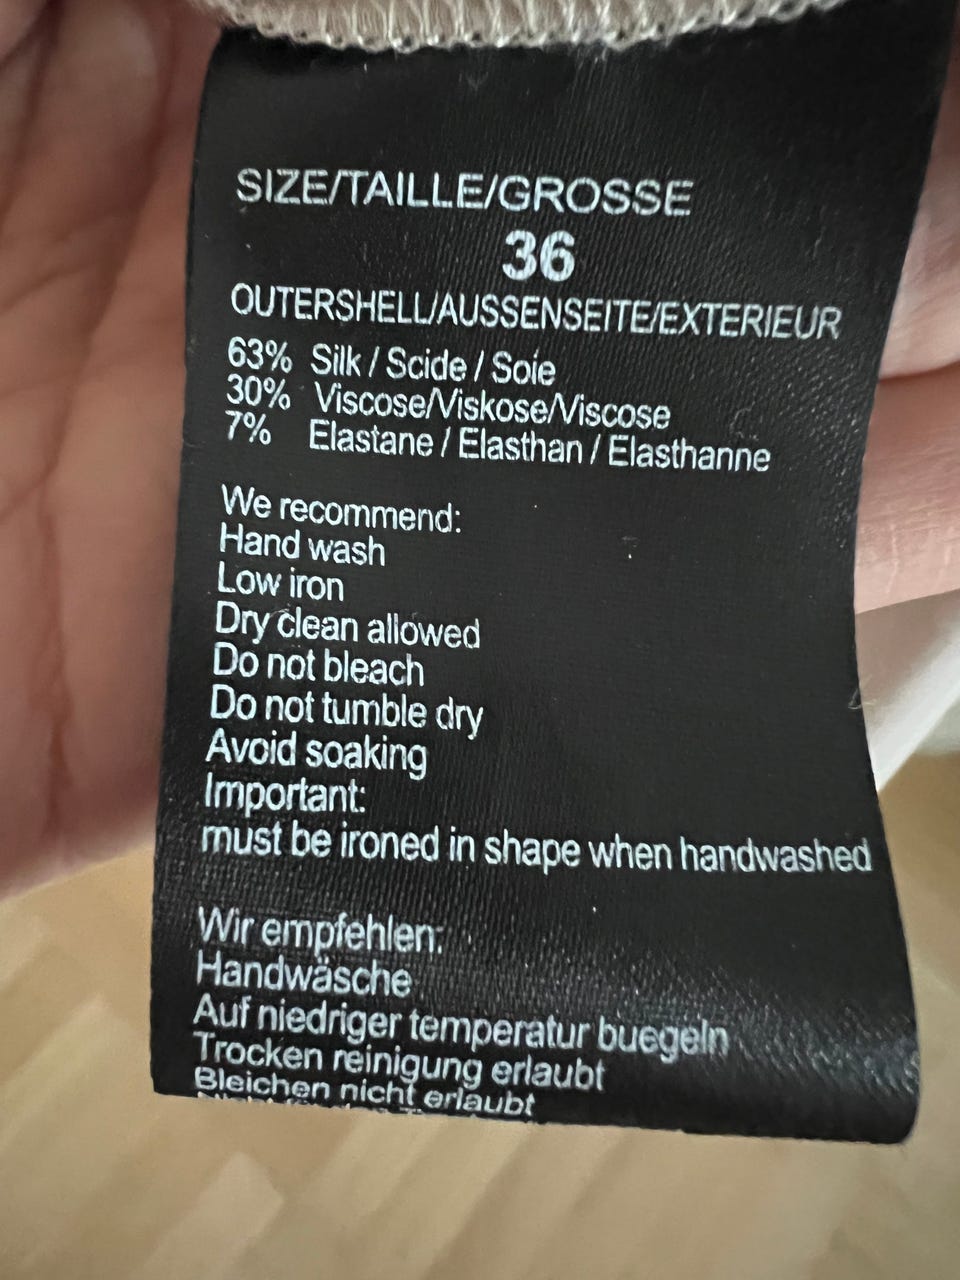 SIZE/TAILLE/GROSSE
36
OUTERSHELL/AUSSENSEITE/EXTERIEUR
63% Silk / Scide / Soie
30% Viscose/Viskose/Viscose
7% Elastane / Elasthan / Elasthanne
We recommend:
Hand wash
Low iron
Dry clean allowed
Do not bleach
Do not tumble dry
Avoid soaking
Important:
must be ironed in shape when handwashed
Wir empfehlen:
Handwäsche
Auf niedriger temperatur buegeln
Trocken reinigung erlaubt
Bleichen nicht erlaubt